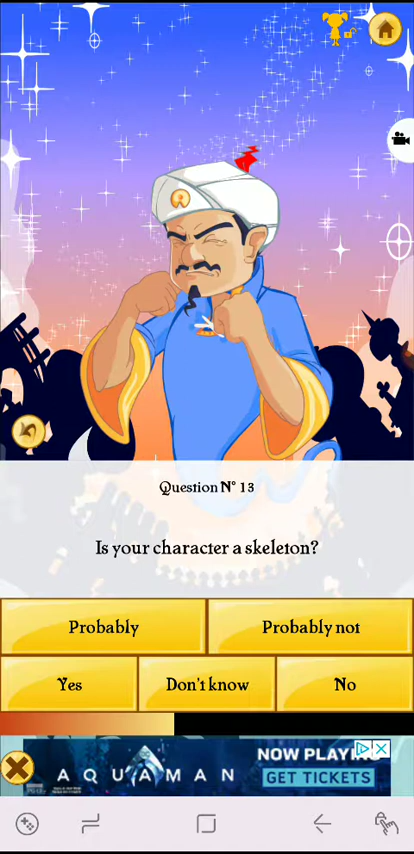 Question N° 13
Is your character a skeleton?
Probably
Probably not
Yes
Don't know
No
NOW PLAYING
AQUAMAN
GET TICKETS